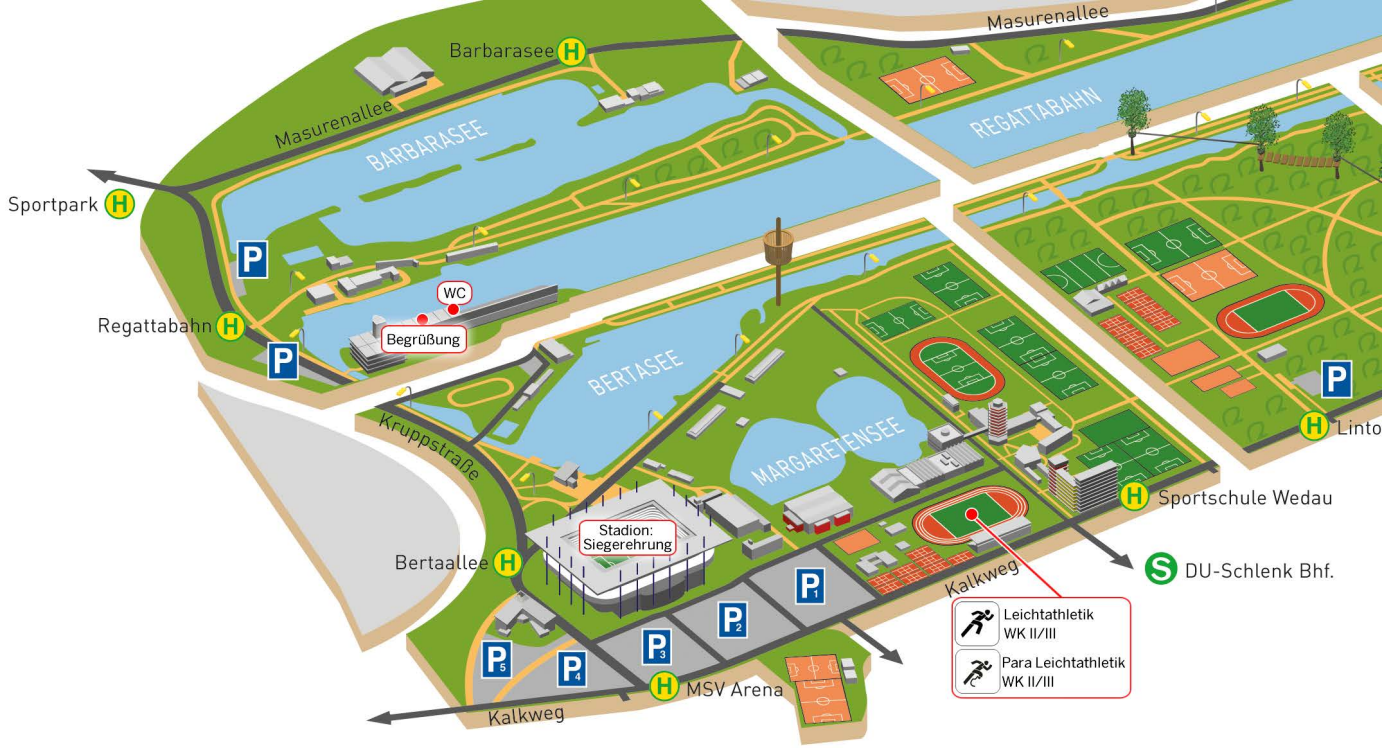 Masurenallee
Barbarasee H
Masurenallee
BARBARASEE
REGATTABAHN
Sportpark H
P
WC
Regattabahn H
Begrüßung
P
BERTASEE
P
Kruppstraße
MARGARETENSEE
H Linto
H Sportschule Wedau
Stadion:
Siegerehrung
Bertaallee H
S DU-Schlenk Bhf.
Kalkweg
P1
P2
P3
P4
P5
Leichtathletik
WK II/III
Para Leichtathletik
WK II/III
H MSV Arena
Kalkweg